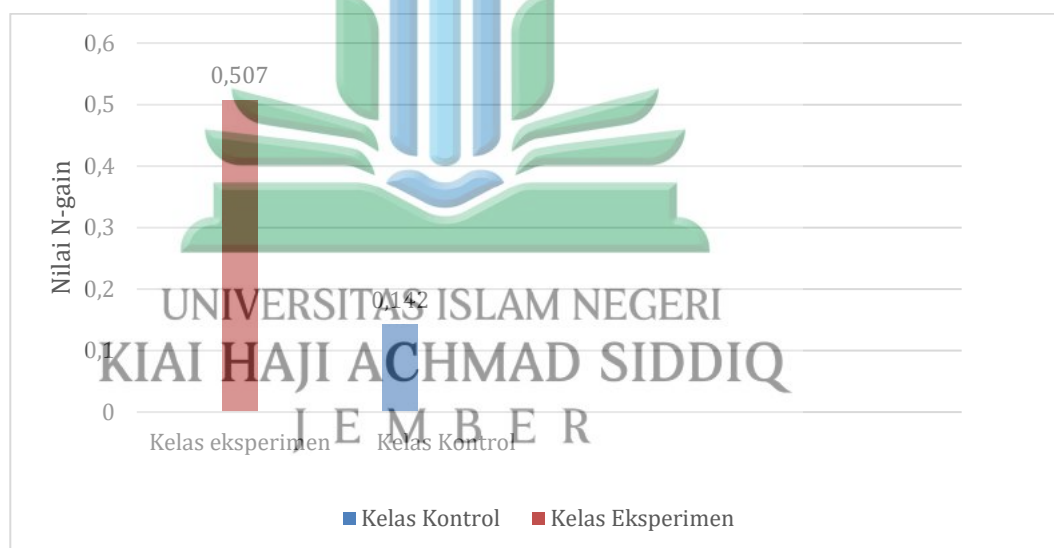 0,6
0,507
0,5
0,4
0,3
0,2
0,1
0
Nilai N-gain
0,142
UNIVERSITAS ISLAM NEGERI
KIAI HAJI ACHMAD SIDDIQ
JEMBER
Kelas eksperimen Kelas Kontrol
Kelas Kontrol Kelas Eksperimen